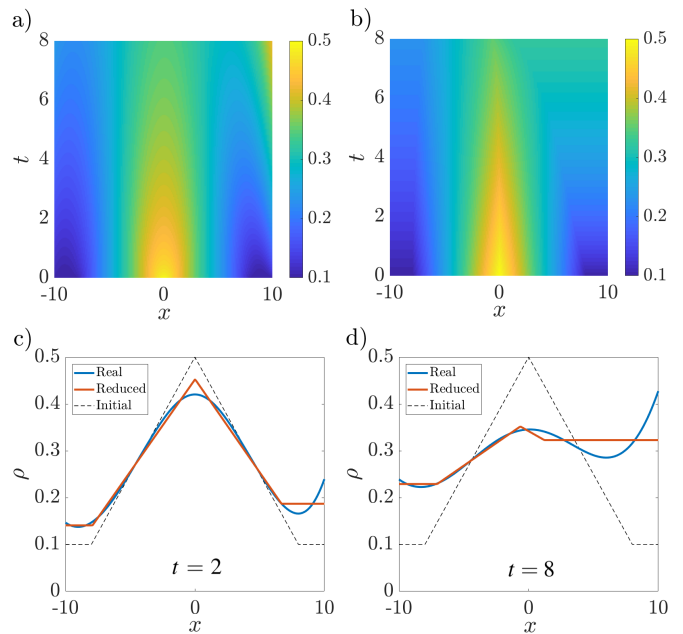 a)
b)
8
6
4
2
0
t
-10
0
10
x
0.5
0.4
0.3
0.2
0.1
8
6
4
2
0
t
-10
0
10
x
0.5
0.4
0.3
0.2
0.1
c)
d)
0.5
0.4
0.3
0.2
0.1
0
ρ
Real
Reduced
Initial
t = 2
-10
0
10
x
0.5
0.4
0.3
0.2
0.1
0
ρ
Real
Reduced
Initial
t = 8
-10
0
10
x